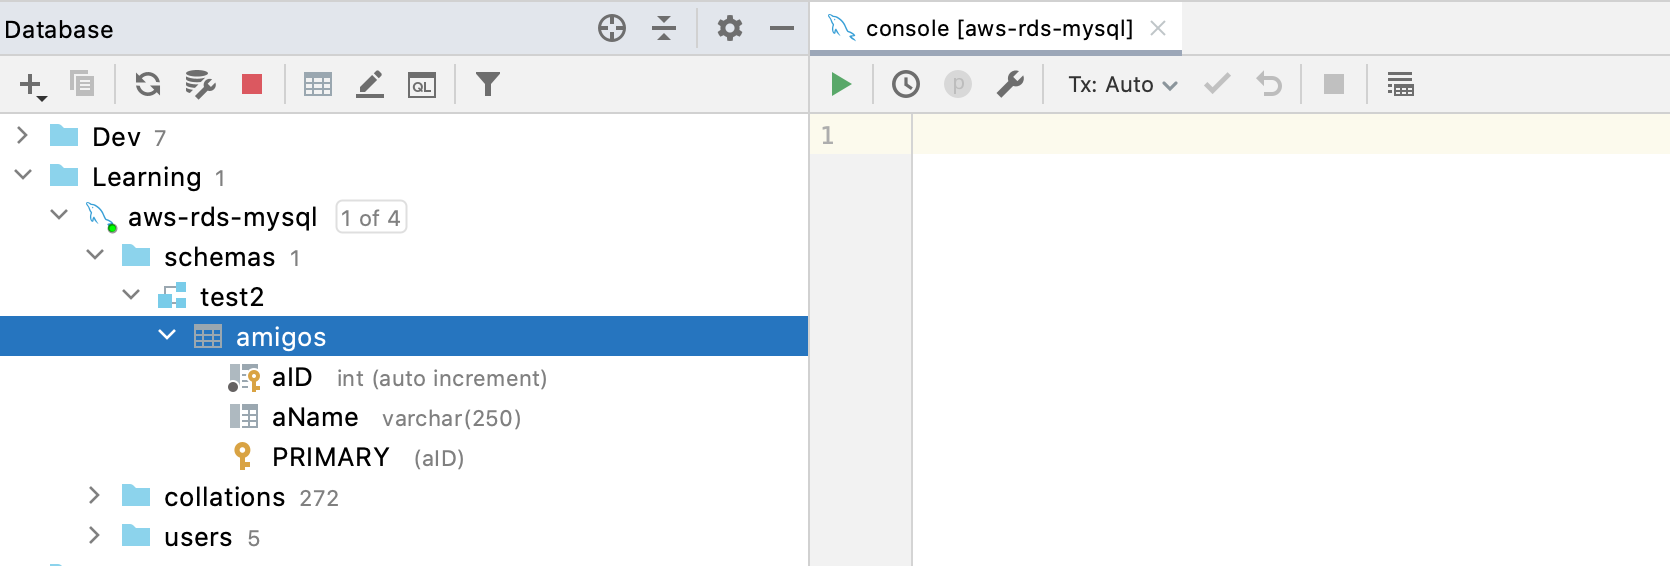 Database
console [aws-rds-mysql]
QL
p
Tx: Auto
Dev 7
Learning 1
aws-rds-mysql 1 of 4
schemas 1
test2
amigos
aID int (auto increment)
aName varchar(250)
PRIMARY (aID)
collations 272
users 5
1